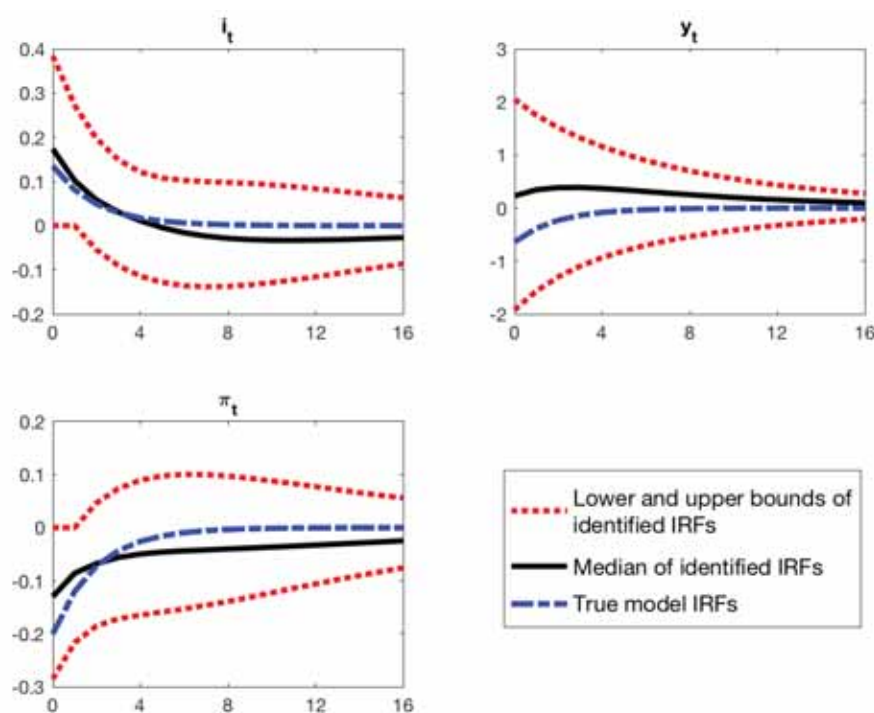 i_t
0.4
0.3
0.2
0.1
0
-0.1
-0.2
0 4 8 12 16
y_t
3
2
1
0
-1
-2
0 4 8 12 16
π_t
0.2
0.1
0
-0.1
-0.2
-0.3
0 4 8 12 16
Lower and upper bounds of
identified IRFs
Median of identified IRFs
True model IRFs